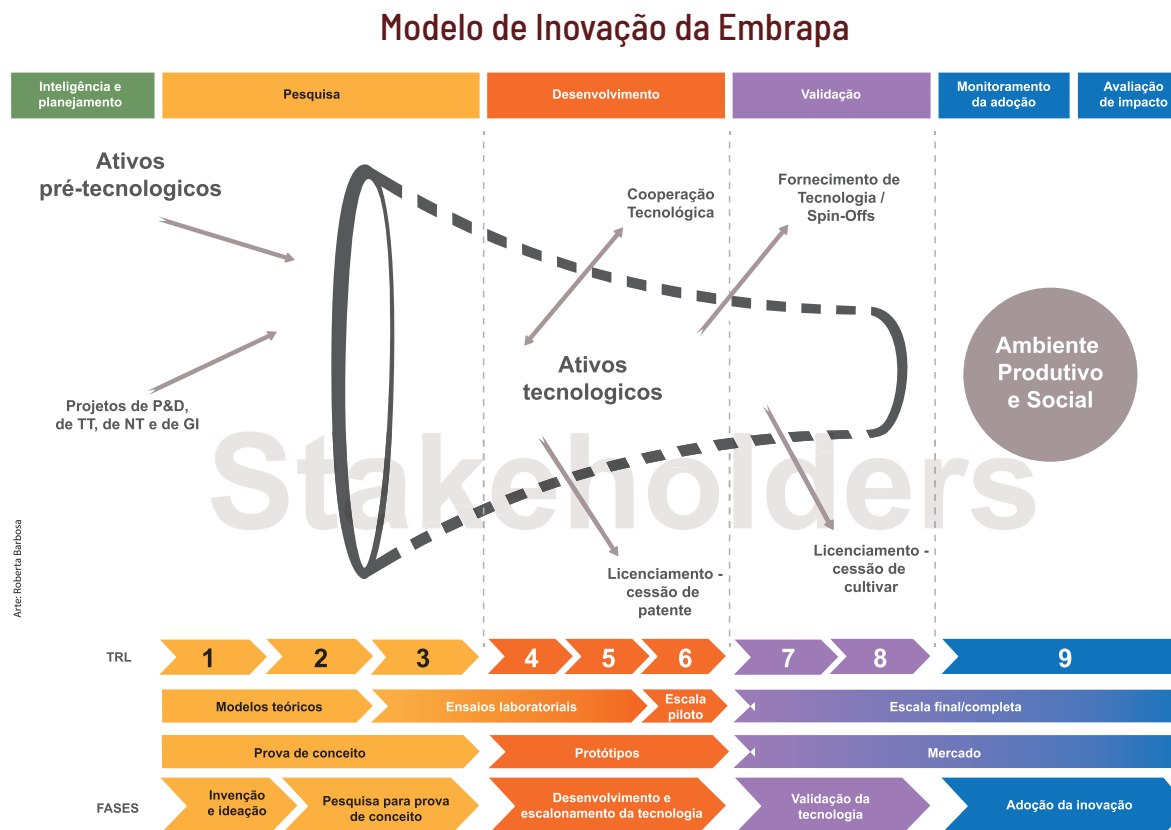 Modelo de Inovação da Embrapa
Inteligência e
planejamento
Pesquisa
Desenvolvimento
Validação
Monitoramento
da adoção
Avaliação
de impacto
Ativos
pré-tecnologicos
Cooperação
Tecnológica
Fornecimento de
Tecnologia /
Spin-Offs
Ativos
tecnologicos
Ambiente
Produtivo
e Social
Projetos de P&D,
de TT, de NT e de GI
Stakeholders
Licenciamento -
cessão de
patente
Licenciamento -
cessão de
cultivar
Arte: Roberta Barbosa
TRL
1
2
3
4
5
6
7
8
9
Modelos teóricos
Ensaios laboratoriais
Escala
piloto
Escala final/completa
Prova de conceito
Protótipos
Mercado
FASES
Invenção
e ideação
Pesquisa para prova
de conceito
Desenvolvimento e
escalonamento da tecnologia
Validação da
tecnologia
Adoção da inovação